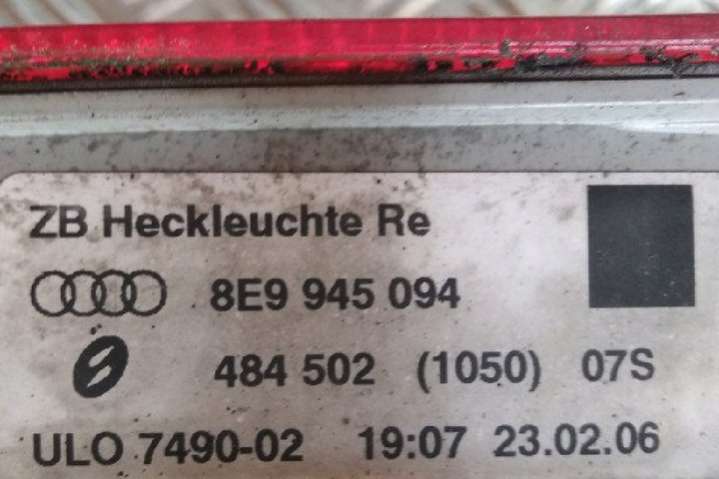 ZB Heckleuchte Re
8E9 945 094
484 502 (1050) 07S
ULO 7490-02 19:07 23.02.06